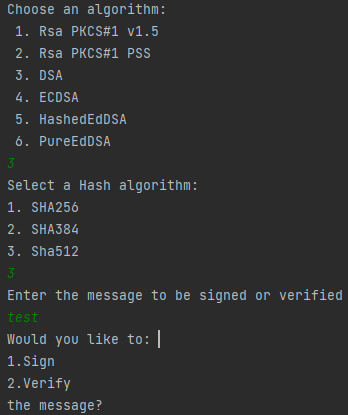 Choose an algorithm:
1. Rsa PKCS#1 v1.5
2. Rsa PKCS#1 PSS
3. DSA
4. ECDSA
5. HashedEdDSA
6. PureEdDSA
3
Select a Hash algorithm:
1. SHA256
2. SHA384
3. Sha512
3
Enter the message to be signed or verified
test
Would you like to:
1.Sign
2.Verify
the message?